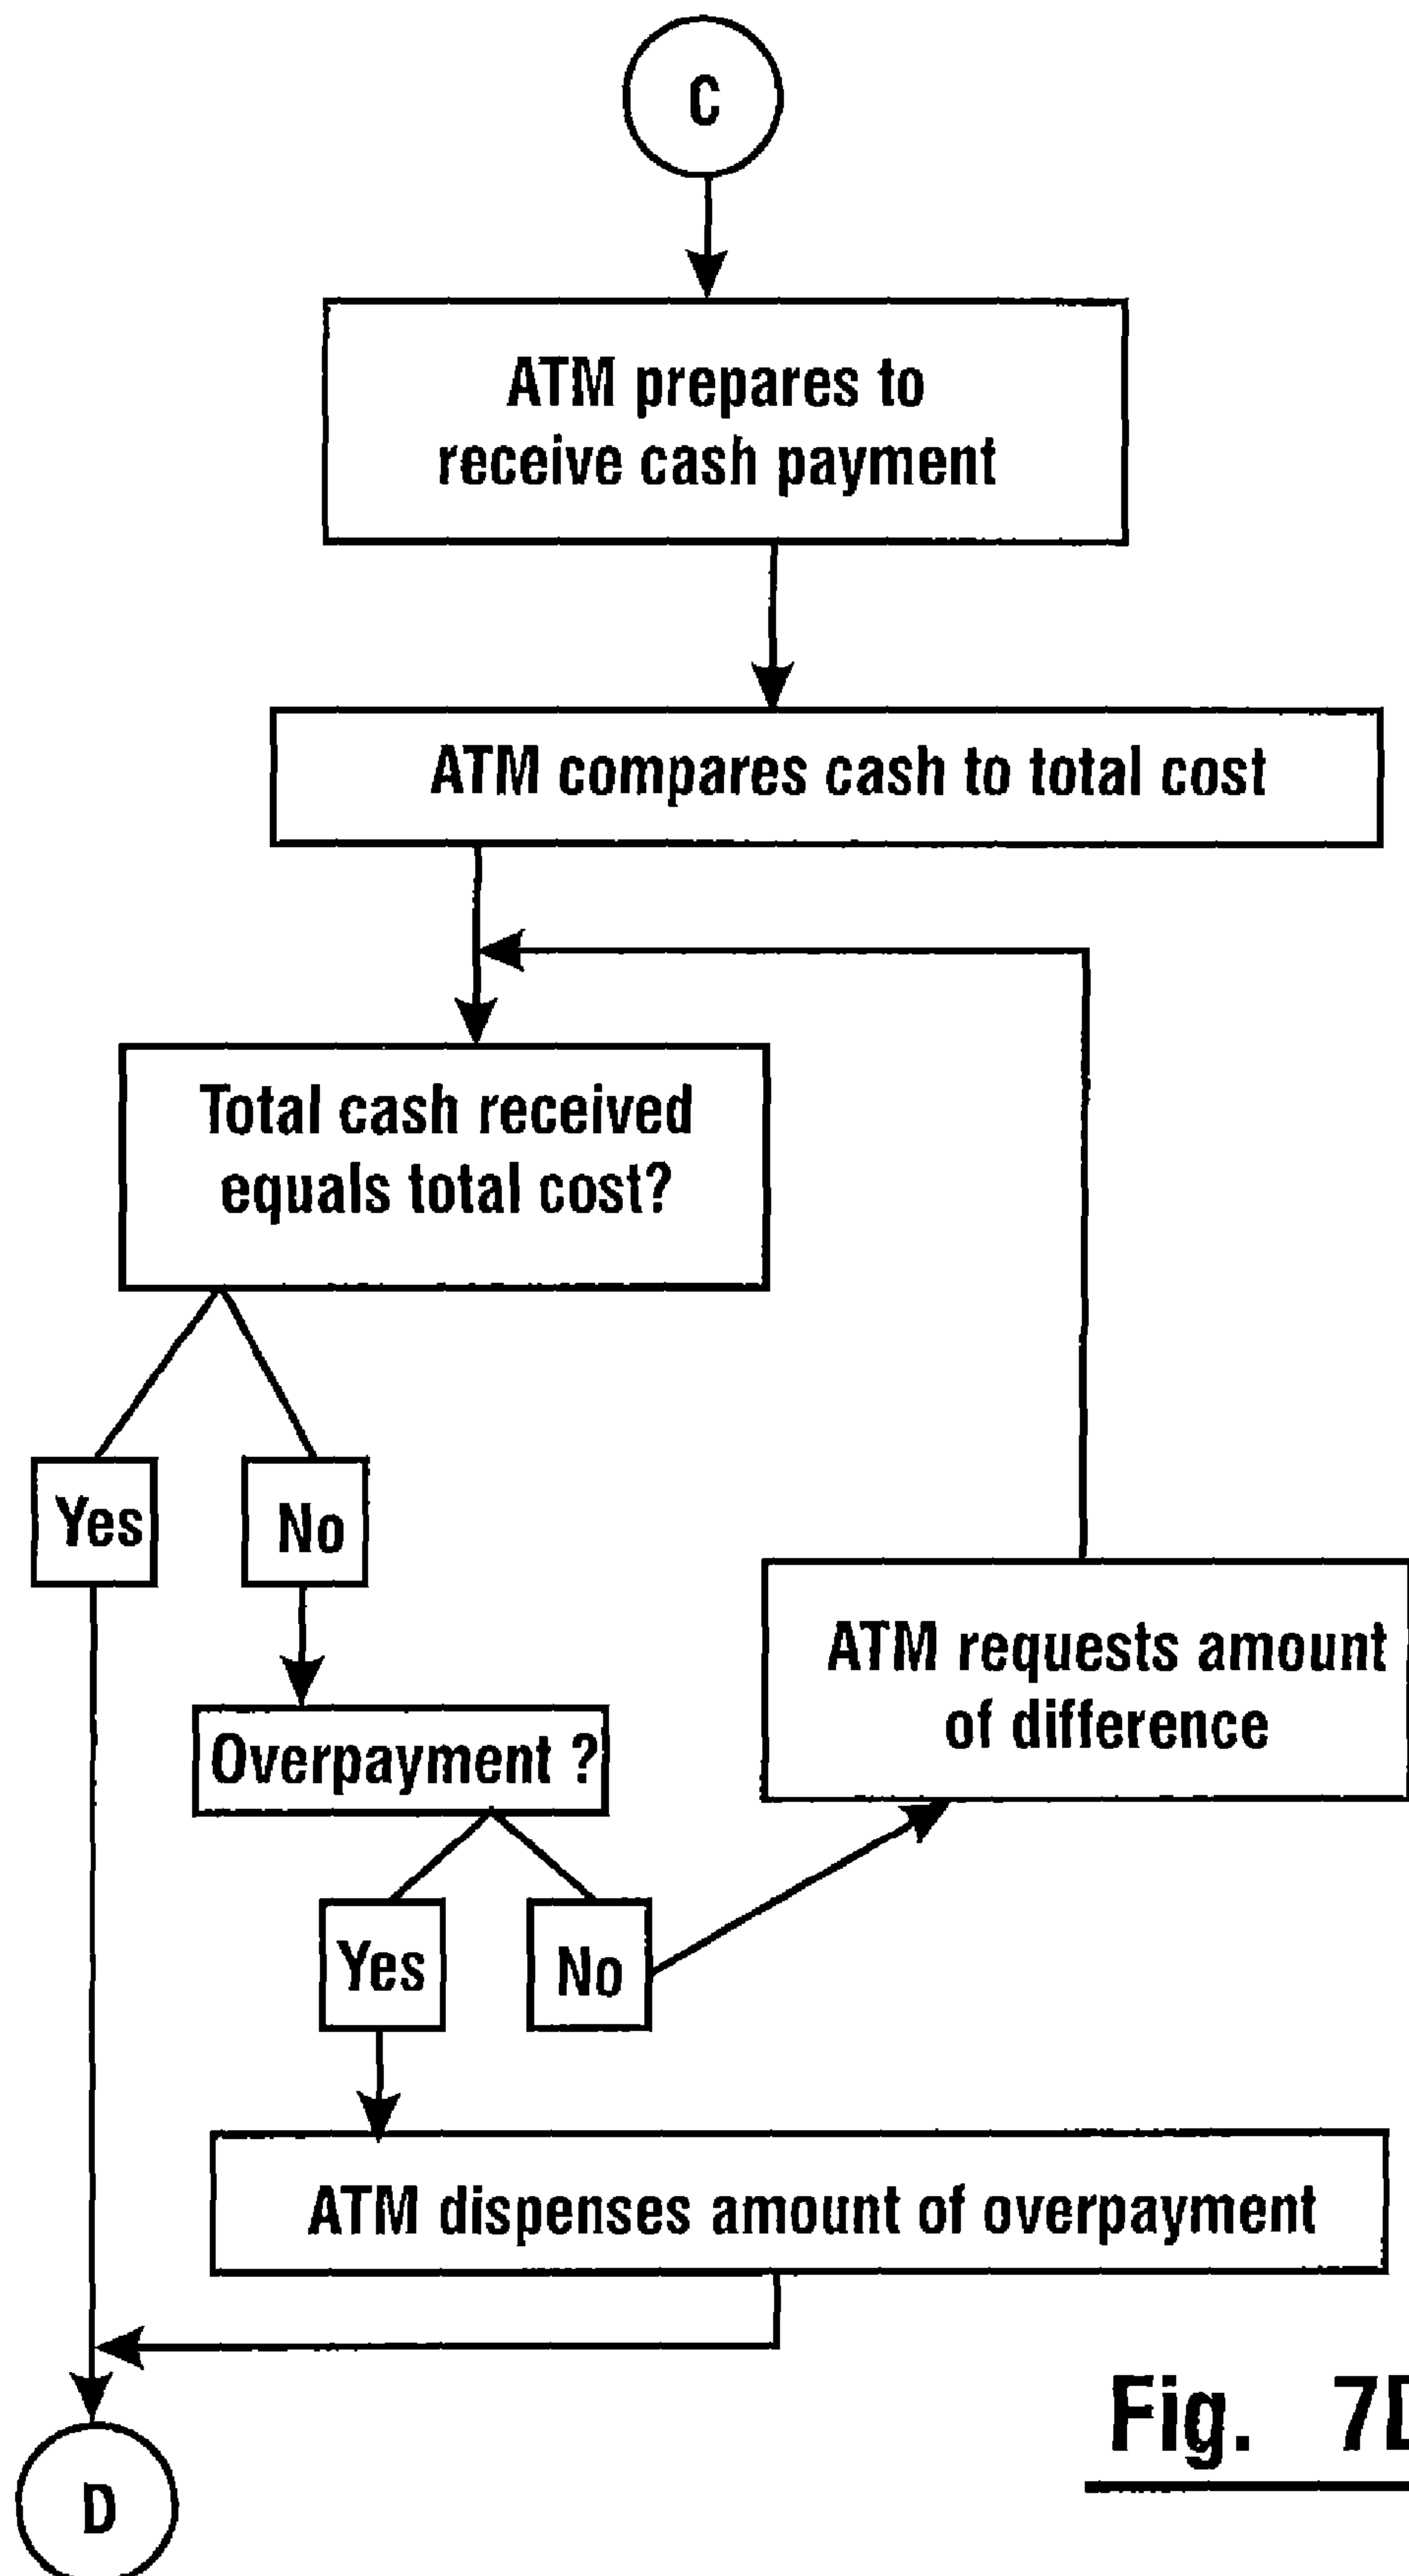 C
ATM prepares to
receive cash payment
ATM compares cash to total cost
Total cash received
equals total cost?
Yes
No
ATM requests amount
of difference
Overpayment ?
Yes
No
ATM dispenses amount of overpayment
D
Fig. 7D